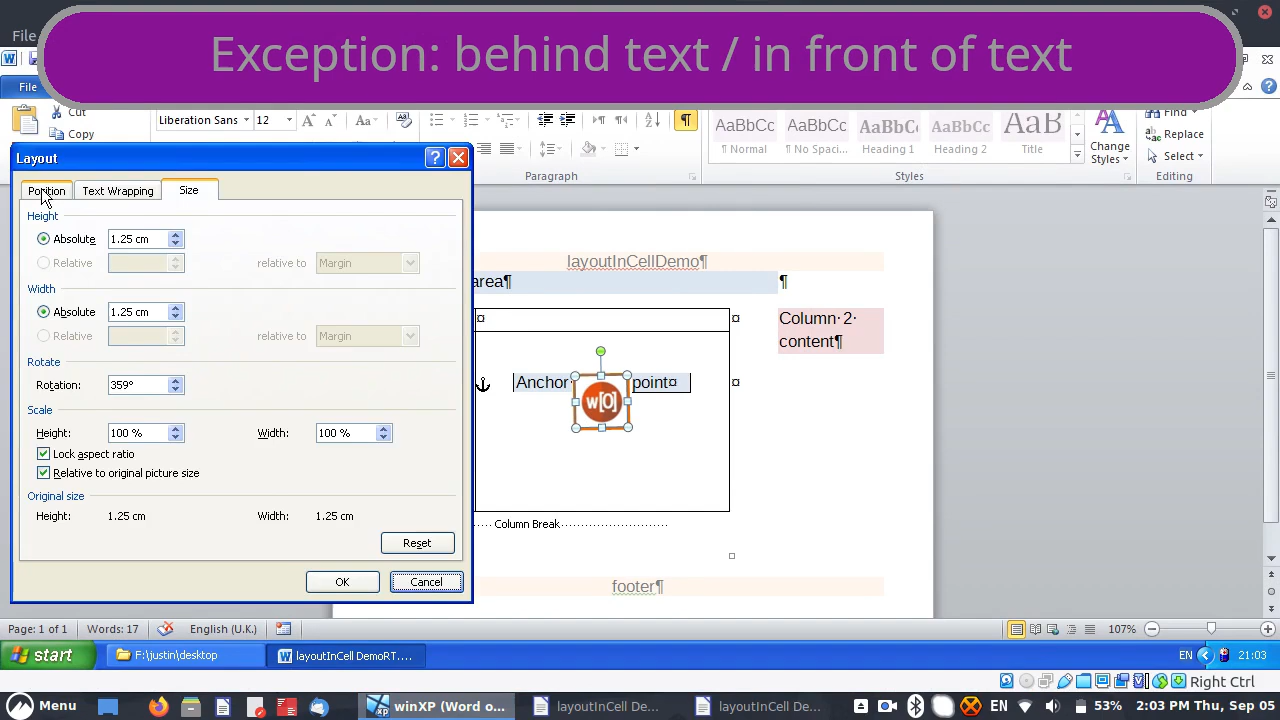 Exception: behind text / in front of text
File
File
Cut
Copy
Liberation Sans
12
Aa
Paragraph
AaBbCc
¶ Normal
AaBbCc
¶ No Spaci...
AaBbC
Heading 1
AaBbCc
Heading 2
AaB
Title
Styles
Change
Styles
Find
Replace
Select
Editing
Layout
Position
Text Wrapping
Size
Height
Absolute
1.25 cm
Relative
relative to
Margin
Width
Absolute
1.25 cm
Relative
relative to
Margin
Rotate
Rotation:
359°
Scale
Height:
100 %
Width:
100 %
Lock aspect ratio
Relative to original picture size
Original size
Height:
1.25 cm
Width:
1.25 cm
Reset
OK
Cancel
layoutInCellDemo¶
area¶
¶
Column·2·
content¶
Anchor·
point¤
w[O]
Column Break
footer¶
Page: 1 of 1
Words: 17
English (U.K.)
107%
start
F:\justin\desktop
layoutInCell DemoRT....
EN
21:03
Right Ctrl
Menu
winXP (Word o...
layoutInCell De...
layoutInCell De...
EN
53%
2:03 PM Thu, Sep 05